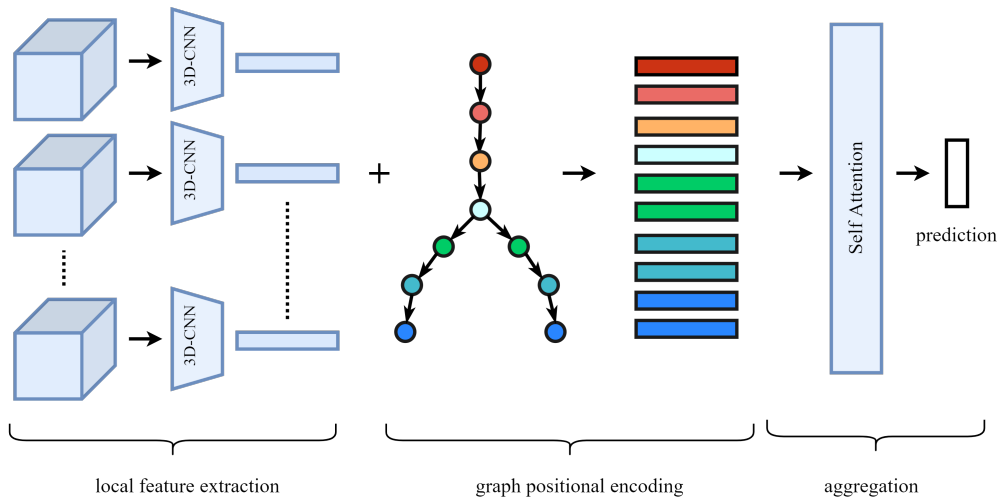 3D-CNN
3D-CNN
3D-CNN
+
Self Attention
prediction
local feature extraction
graph positional encoding
aggregation